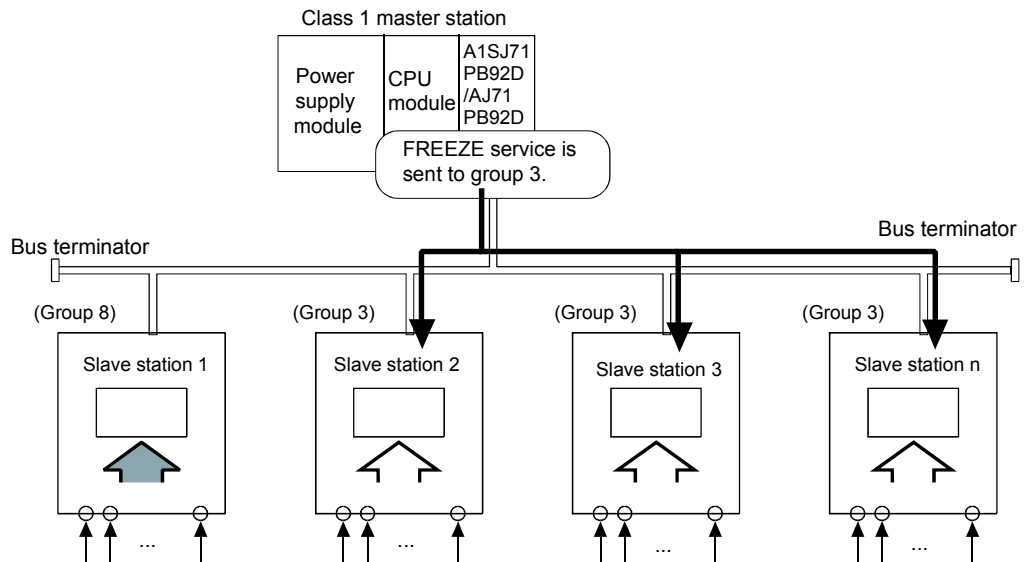 Class 1 master station
Power
supply
module
CPU
module
A1SJ71
PB92D
/AJ71
PB92D
FREEZE service is
sent to group 3.
Bus terminator
Bus terminator
(Group 8)
(Group 3)
(Group 3)
(Group 3)
Slave station 1
Slave station 2
Slave station 3
Slave station n
...
...
...
...